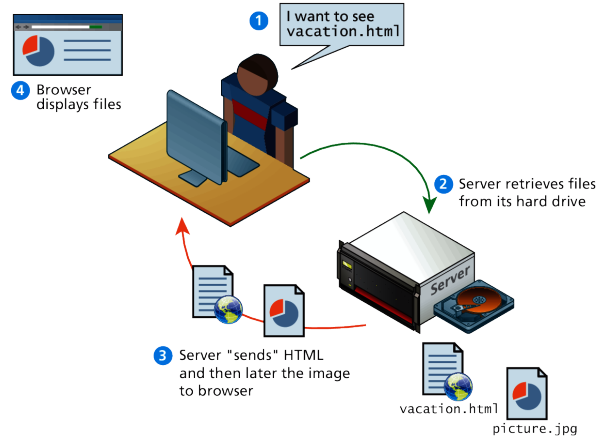 1
I want to see
vacation.html
4 Browser
displays files
2 Server retrieves files
from its hard drive
Server
3 Server "sends" HTML
and then later the image
to browser
vacation.html
picture.jpg